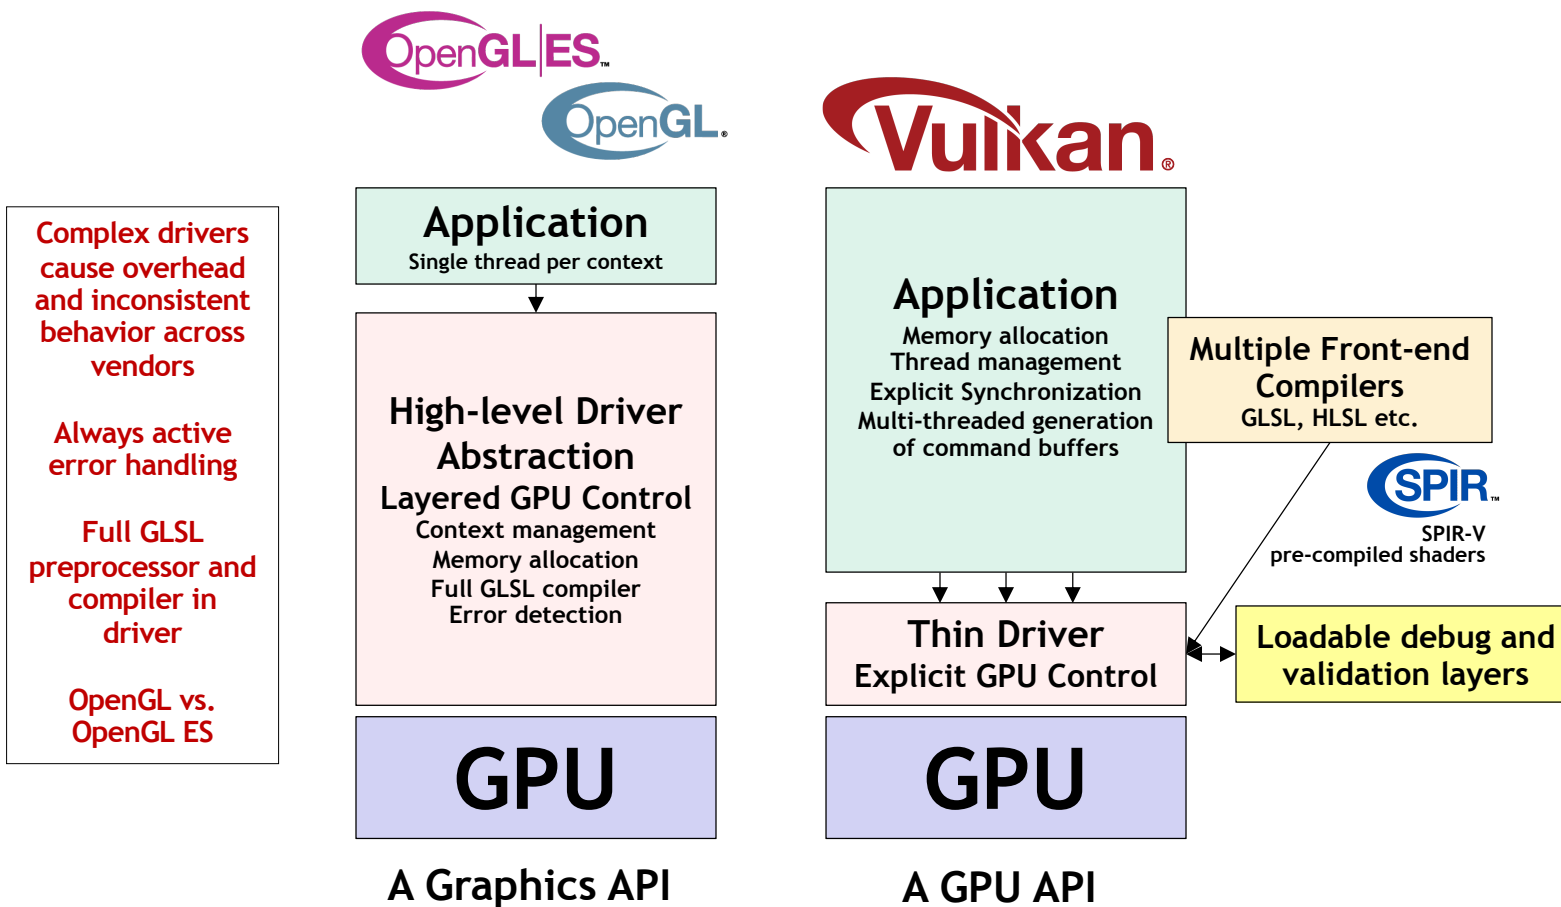 OpenGL|ES™
OpenGL®
Vulkan®
Complex drivers
cause overhead
and inconsistent
behavior across
vendors
Always active
error handling
Full GLSL
preprocessor and
compiler in
driver
OpenGL vs.
OpenGL ES
Application
Single thread per context
High-level Driver
Abstraction
Layered GPU Control
Context management
Memory allocation
Full GLSL compiler
Error detection
GPU
A Graphics API
Application
Memory allocation
Thread management
Explicit Synchronization
Multi-threaded generation
of command buffers
Thin Driver
Explicit GPU Control
GPU
A GPU API
Multiple Front-end
Compilers
GLSL, HLSL etc.
SPIR™
SPIR-V
pre-compiled shaders
Loadable debug and
validation layers